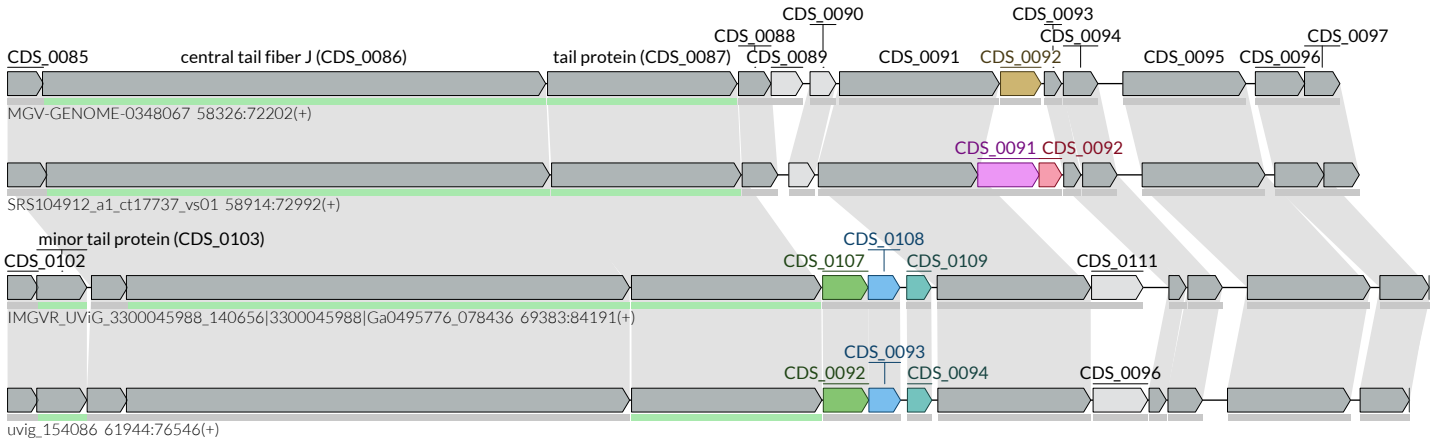 CDS_0090 CDS_0093
CDS_0088 CDS_0094 CDS_0097
CDS_0085 central tail fiber J (CDS_0086) tail protein (CDS_0087) CDS_0089 CDS_0091 CDS_0092 CDS_0095 CDS_0096
MGV-GENOME-0348067 58326:72202(+)
CDS_0091 CDS_0092
SRS104912_a1_ct17737_vs01 58914:72992(+)
minor tail protein (CDS_0103) CDS_0108
CDS_0102 CDS_0107 CDS_0109 CDS_0111
IMGVR_UViG_3300045988_140656|3300045988|Ga0495776_078436 69383:84191(+)
CDS_0093
CDS_0092 CDS_0094 CDS_0096
uvig_154086 61944:76546(+)